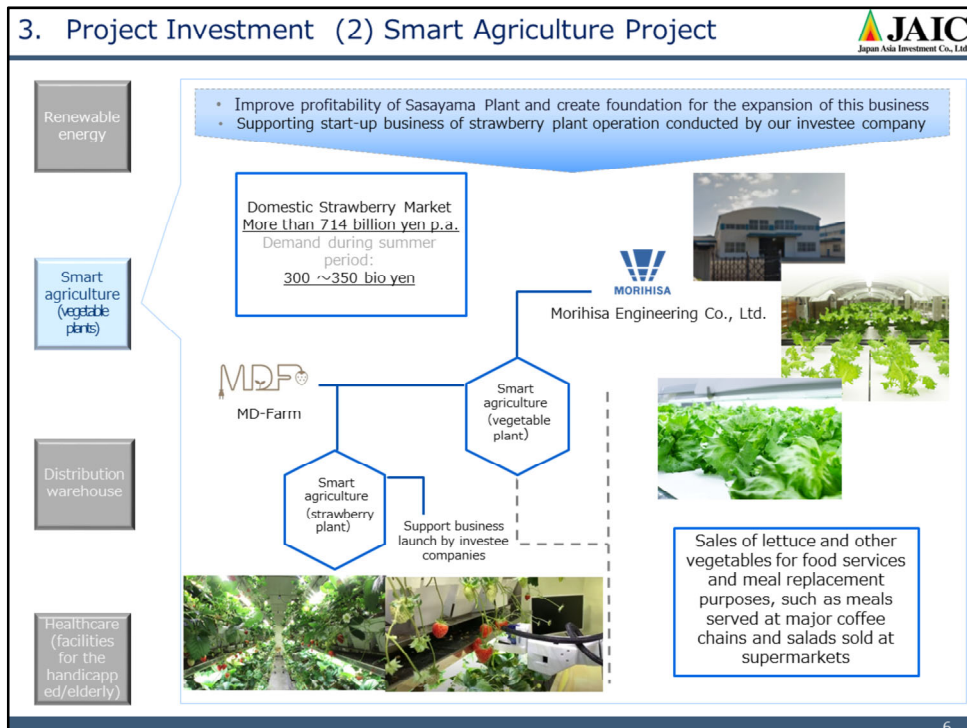 3. Project Investment (2) Smart Agriculture Project
JAIC
Japan Asia Investment Co., Ltd
Renewable
energy
• Improve profitability of Sasayama Plant and create foundation for the expansion of this business
• Supporting start-up business of strawberry plant operation conducted by our investee company
Domestic Strawberry Market
More than 714 billion yen p.a.
Demand during summer
period:
300 ～350 bio yen
MORIHISA
Morihisa Engineering Co., Ltd.
Smart
agriculture
(vegetable
plants)
MDF
MD-Farm
Smart
agriculture
（vegetable
plant）
Smart
agriculture
（strawberry
plant）
Support business
launch by investee
companies
Distribution
warehouse
Sales of lettuce and other
vegetables for food services
and meal replacement
purposes, such as meals
served at major coffee
chains and salads sold at
supermarkets
Healthcare
(facilities
for the
handicapp
ed/elderly)
6